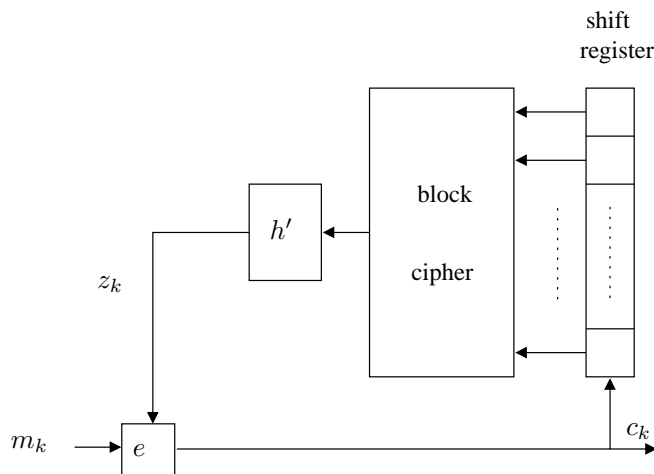 shift
register
block
h′
cipher
z_k
m_k
e
c_k